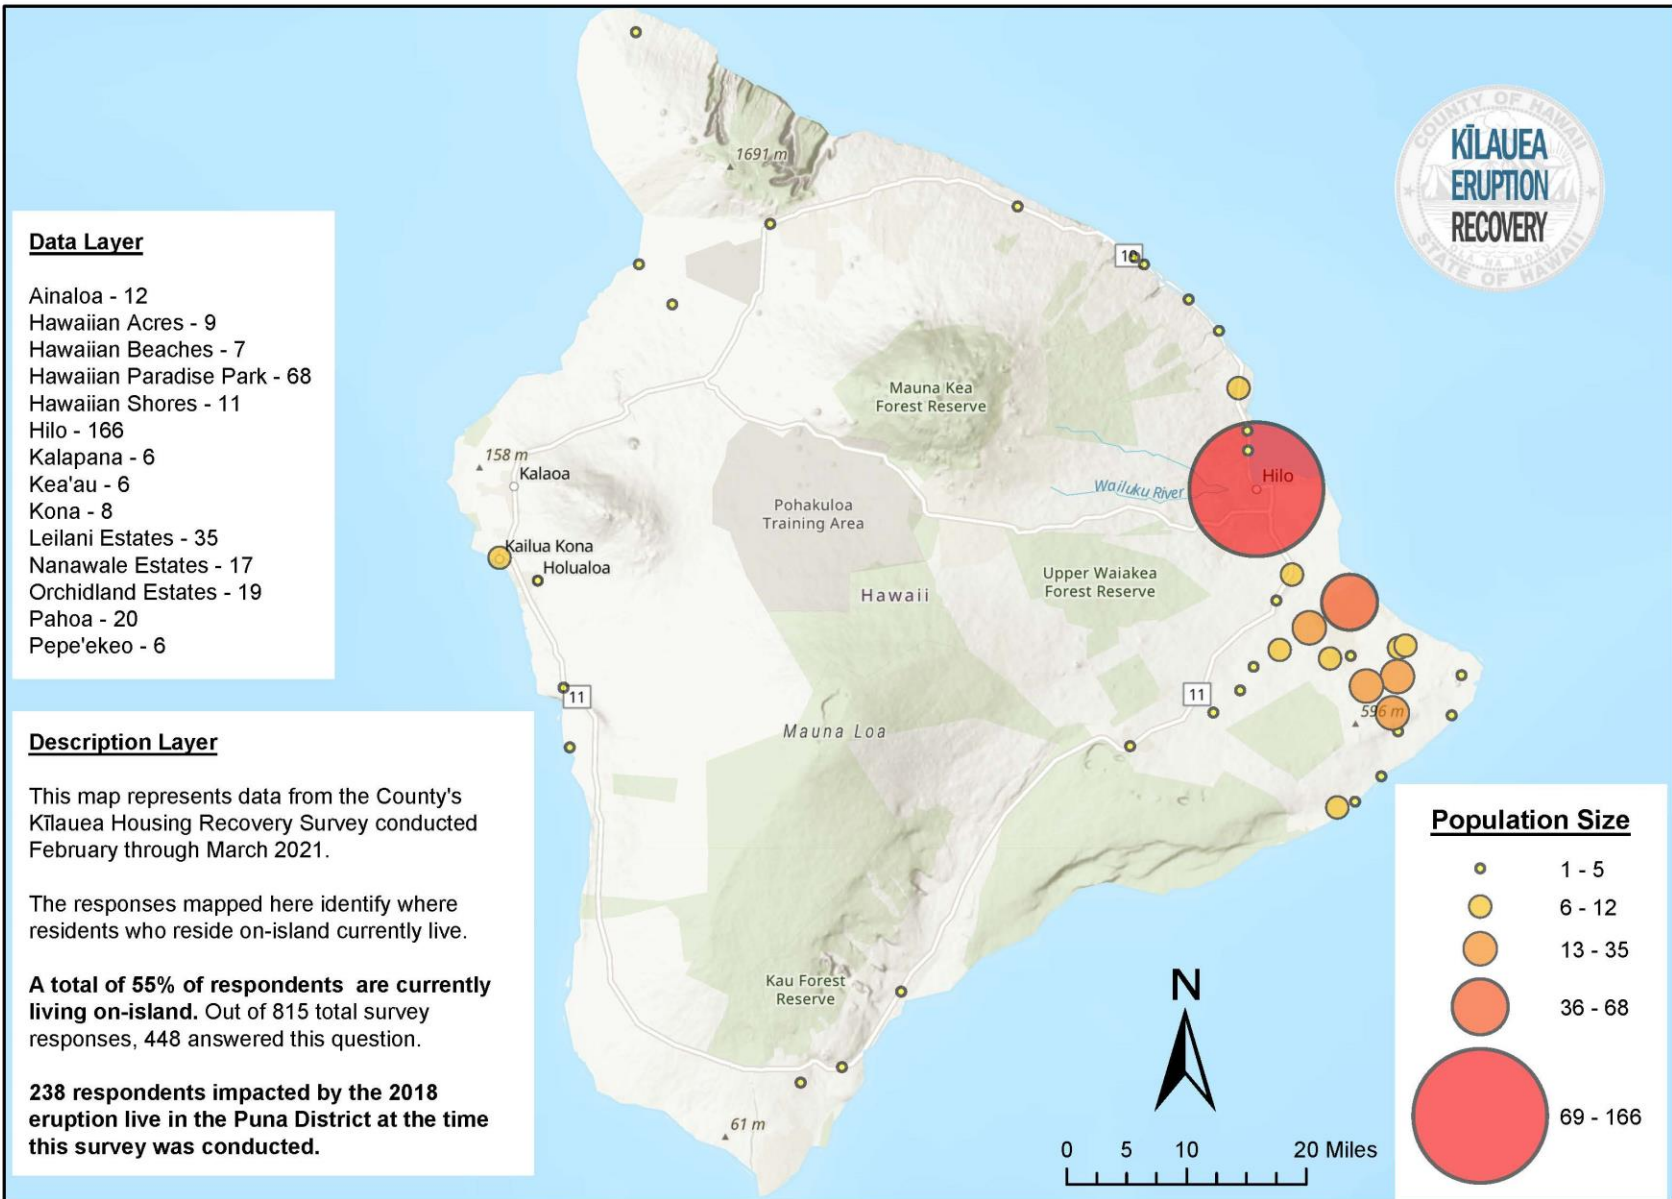 COUNTY OF HAWAII
KĪLAUEA
ERUPTION
RECOVERY
STATE OF HAWAII
1691 m
Data Layer
Ainaloa - 12
Hawaiian Acres - 9
Hawaiian Beaches - 7
Hawaiian Paradise Park - 68
Hawaiian Shores - 11
Hilo - 166
Kalapana - 6
Kea'au - 6
Kona - 8
Leilani Estates - 35
Nanawale Estates - 17
Orchidland Estates - 19
Pahoa - 20
Pepe'ekeo - 6
Mauna Kea
Forest Reserve
158 m
Kalaoa
Hilo
Wailuku River
Pohakuloa
Training Area
Kailua Kona
Holualoa
Upper Waiakea
Forest Reserve
Hawaii
11
11
596 m
Mauna Loa
Description Layer
This map represents data from the County's
Kīlauea Housing Recovery Survey conducted
February through March 2021.
The responses mapped here identify where
residents who reside on-island currently live.
A total of 55% of respondents are currently
living on-island. Out of 815 total survey
responses, 448 answered this question.
238 respondents impacted by the 2018
eruption live in the Puna District at the time
this survey was conducted.
Kau Forest
Reserve
61 m
N
0 5 10 20 Miles
Population Size
1 - 5
6 - 12
13 - 35
36 - 68
69 - 166